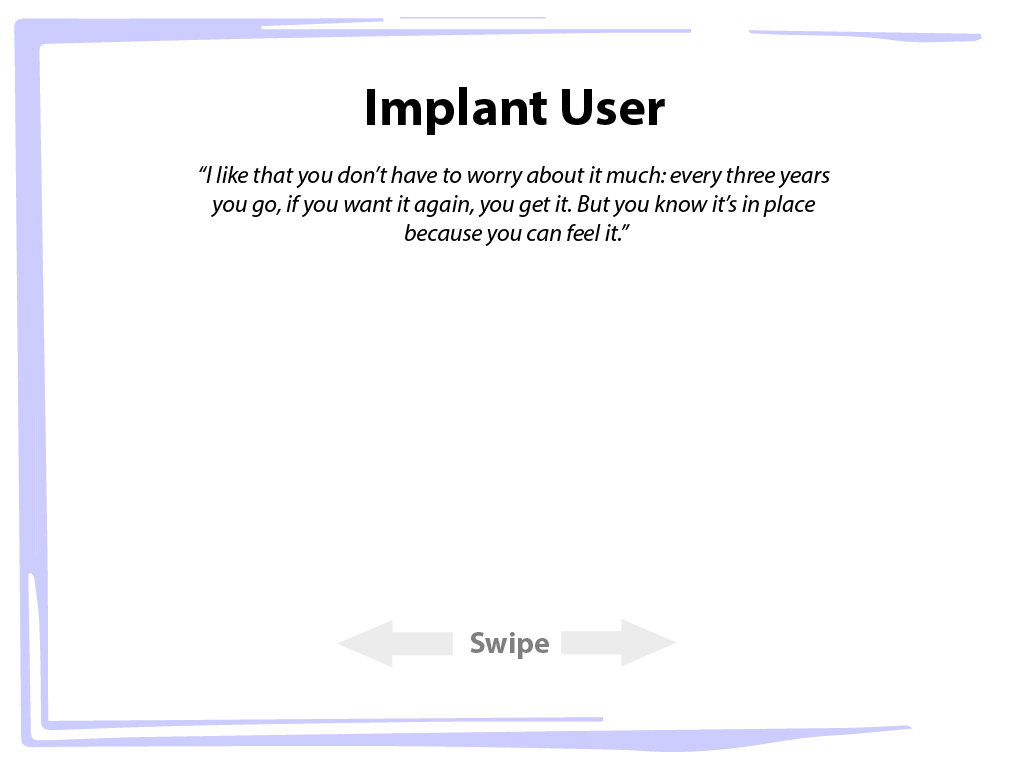 Implant User
“I like that you don’t have to worry about it much: every three years
you go, if you want it again, you get it. But you know it’s in place
because you can feel it.”
Swipe